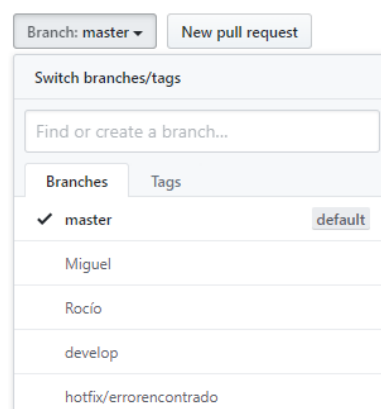 Branch: master New pull request
Switch branches/tags
Find or create a branch...
Branches Tags
master default
Miguel
Rocío
develop
hotfix/errorencontrado